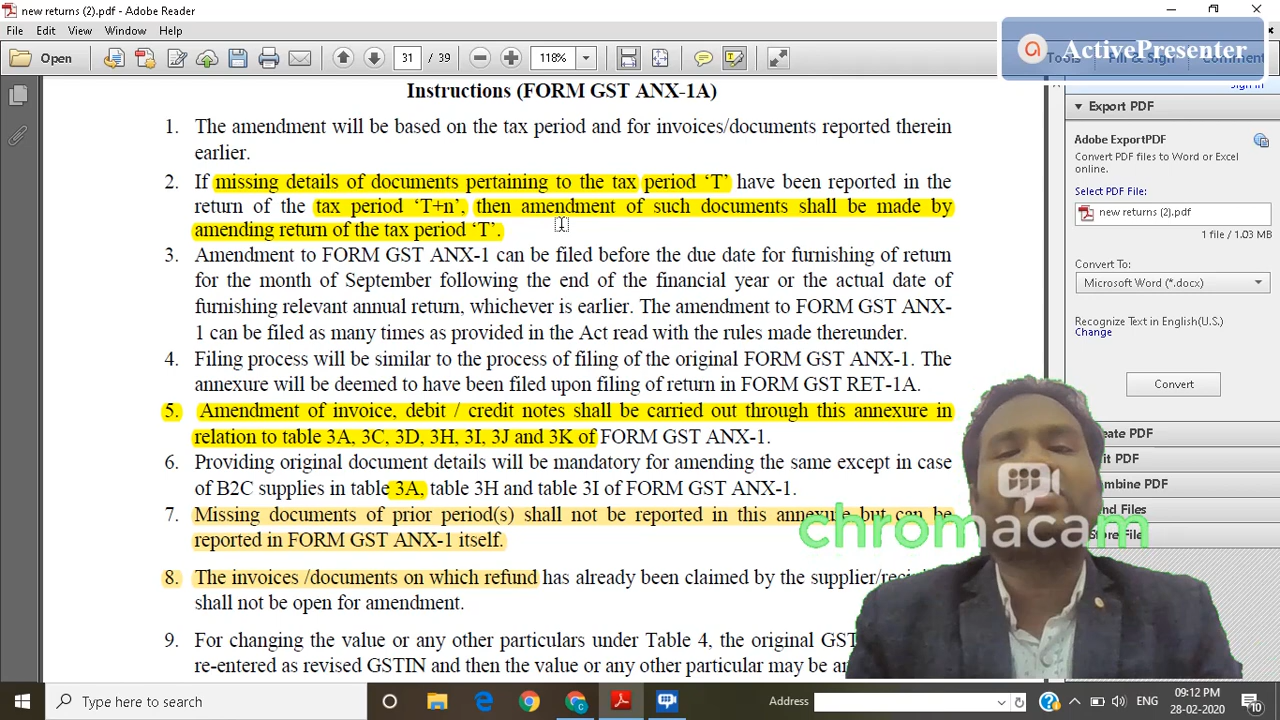 new returns (2).pdf - Adobe Reader
File Edit View Window Help
Open 31 / 39 118% Tools Fill & Sign Comment
ActivePresenter
Sign In
Instructions (FORM GST ANX-1A)
1. The amendment will be based on the tax period and for invoices/documents reported therein
earlier.
2. If missing details of documents pertaining to the tax period ‘T’ have been reported in the
return of the tax period ‘T+n’, then amendment of such documents shall be made by
amending return of the tax period ‘T’.
3. Amendment to FORM GST ANX-1 can be filed before the due date for furnishing of return
for the month of September following the end of the financial year or the actual date of
furnishing relevant annual return, whichever is earlier. The amendment to FORM GST ANX-
1 can be filed as many times as provided in the Act read with the rules made thereunder.
4. Filing process will be similar to the process of filing of the original FORM GST ANX-1. The
annexure will be deemed to have been filed upon filing of return in FORM GST RET-1A.
5. Amendment of invoice, debit / credit notes shall be carried out through this annexure in
relation to table 3A, 3C, 3D, 3H, 3I, 3J and 3K of FORM GST ANX-1.
6. Providing original document details will be mandatory for amending the same except in case
of B2C supplies in table 3A, table 3H and table 3I of FORM GST ANX-1.
7. Missing documents of prior period(s) shall not be reported in this annexure but can be
reported in FORM GST ANX-1 itself.
8. The invoices /documents on which refund has already been claimed by the supplier/
shall not be open for amendment.
9. For changing the value or any other particulars under Table 4, the original
re-entered as revised GSTIN and then the value or any other particular may be
Export PDF
Adobe ExportPDF
Convert PDF files to Word or Excel
online.
Select PDF File:
new returns (2).pdf
1 file / 1.03 MB
Convert To:
Microsoft Word (*.docx)
Recognize Text in English(U.S.)
Change
Convert
Create PDF
Edit PDF
Combine PDF
Send Files
Store Files
chromacam
Type here to search
Address
ENG
09:12 PM
28-02-2020
10